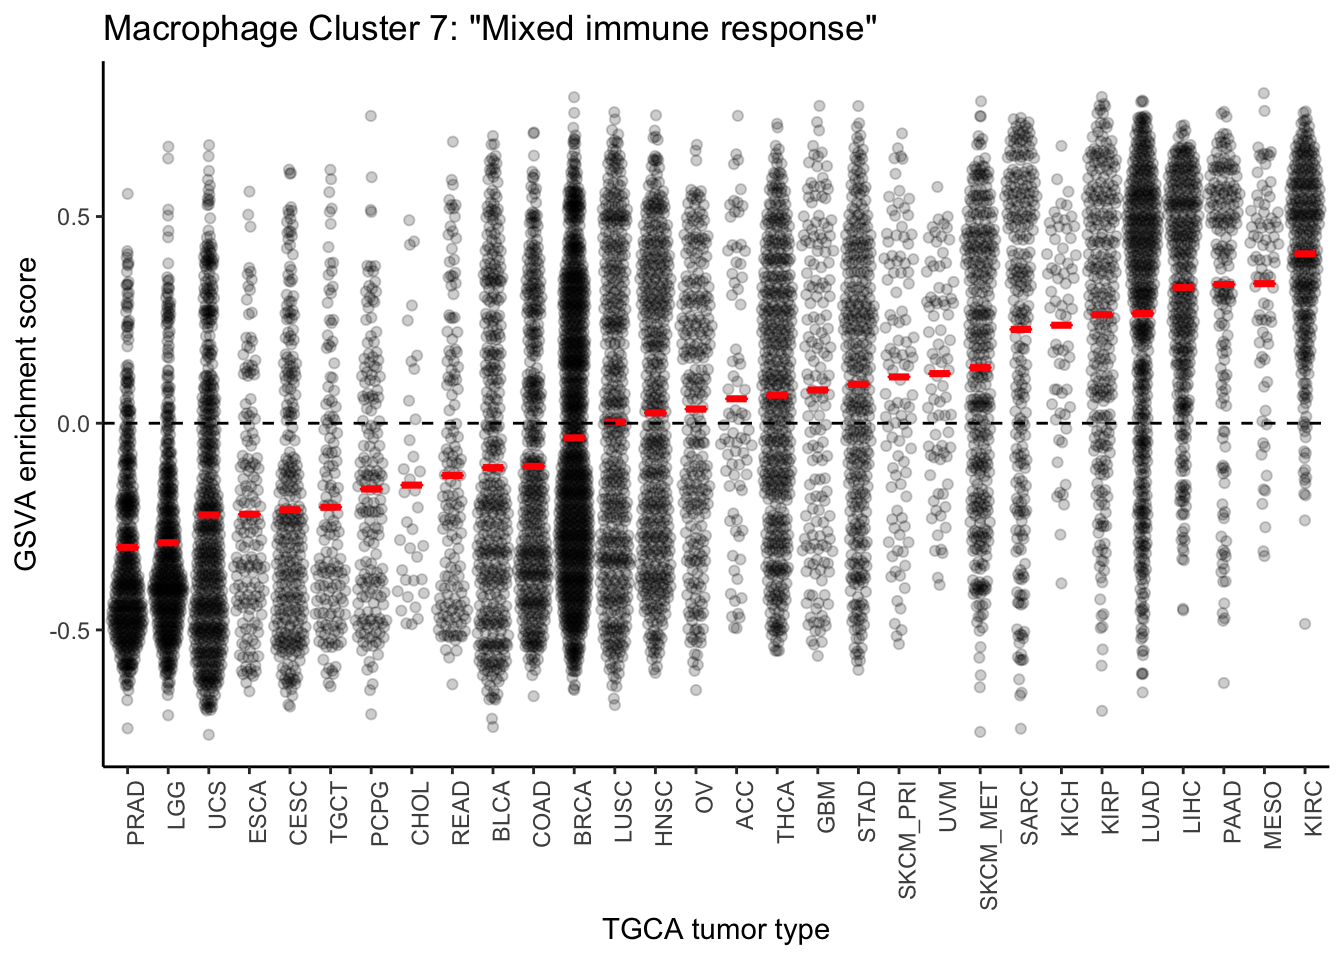 Macrophage Cluster 7: "Mixed immune response"
GSVA enrichment score
0.5
0.0
-0.5
PRAD
LGG
UCS
ESCA
CESC
TGCT
PCPG
CHOL
READ
BLCA
COAD
BRCA
LUSC
HNSC
OV
ACC
THCA
GBM
STAD
SKCM_PRI
UVM
SKCM_MET
SARC
KICH
KIRP
LUAD
LIHC
PAAD
MESO
KIRC
TGCA tumor type